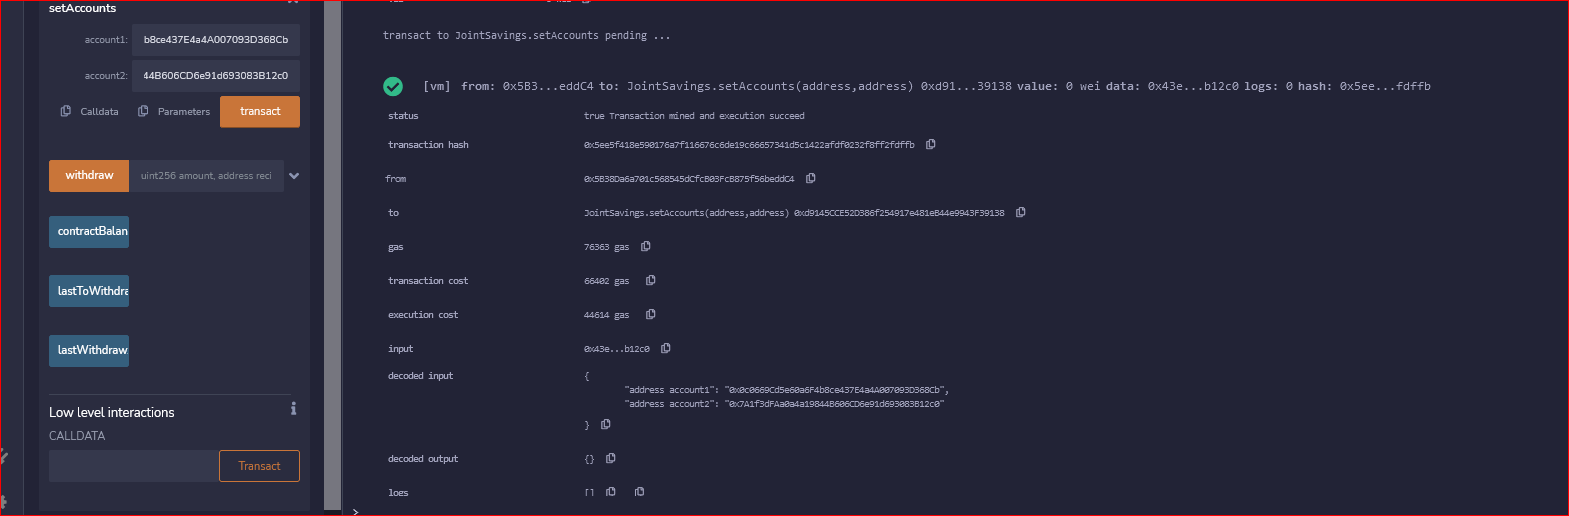 setAccounts
account1: b8ce437E4a4A007093D368Cb
account2: 44B606CD6e91d693083B12c0
Calldata Parameters transact
withdraw uint256 amount, address reci
contractBalan
lastToWithdra
lastWithdraw
Low level interactions
CALLDATA
Transact
transact to JointSavings.setAccounts pending ...
[vm] from: 0x5B3...eddC4 to: JointSavings.setAccounts(address,address) 0xd91...39138 value: 0 wei data: 0x43e...b12c0 logs: 0 hash: 0x5ee...fdffb
status true Transaction mined and execution succeed
transaction hash 0x5ee5f418e590176a7f116676c6de19c66657341d5c1422afdf0232f8ff2fdffb
from 0x5B38Da6a701c568545dCfcB03FcB875f56beddC4
to JointSavings.setAccounts(address,address) 0xd9145CCE52D386f254917e481eB44e9943F39138
gas 76363 gas
transaction cost 66402 gas
execution cost 44614 gas
input 0x43e...b12c0
decoded input {
"address account1": "0x0c0669Cd5e60a6F4b8ce437E4a4A007093D368Cb",
"address account2": "0x7A1f3dFAa0a4a19844B606CD6e91d693083B12c0"
}
decoded output {}
logs []
>